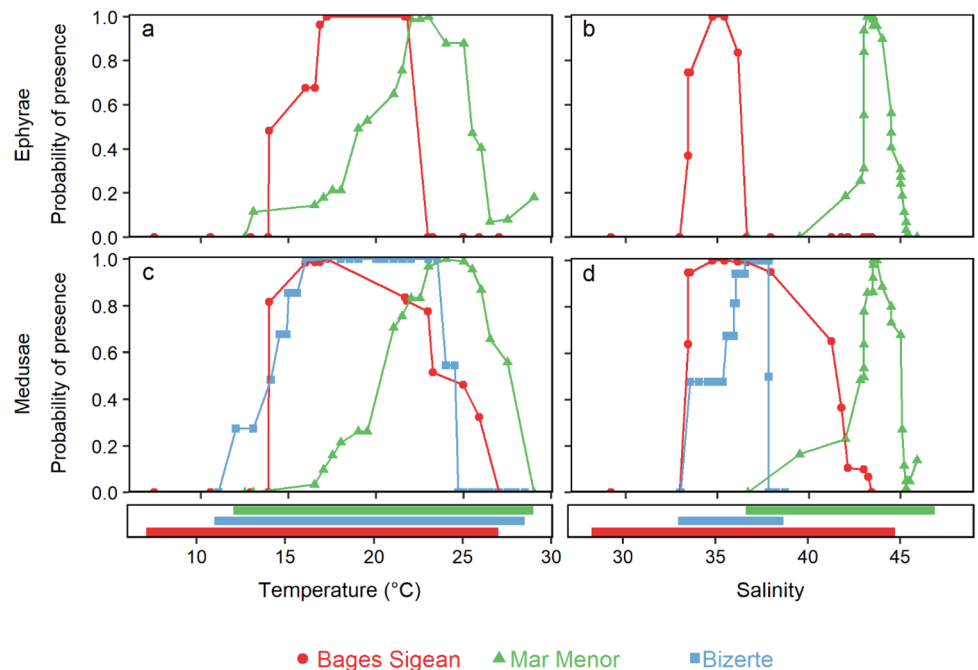 Ephyrae
Probability of presence
1.0
0.8
0.6
0.4
0.2
0.0
a
b
Medusae
Probability of presence
1.0
0.8
0.6
0.4
0.2
0.0
c
d
10 15 20 25 30
30 35 40 45
Temperature (°C)
Salinity
Bages Sigean Mar Menor Bizerte